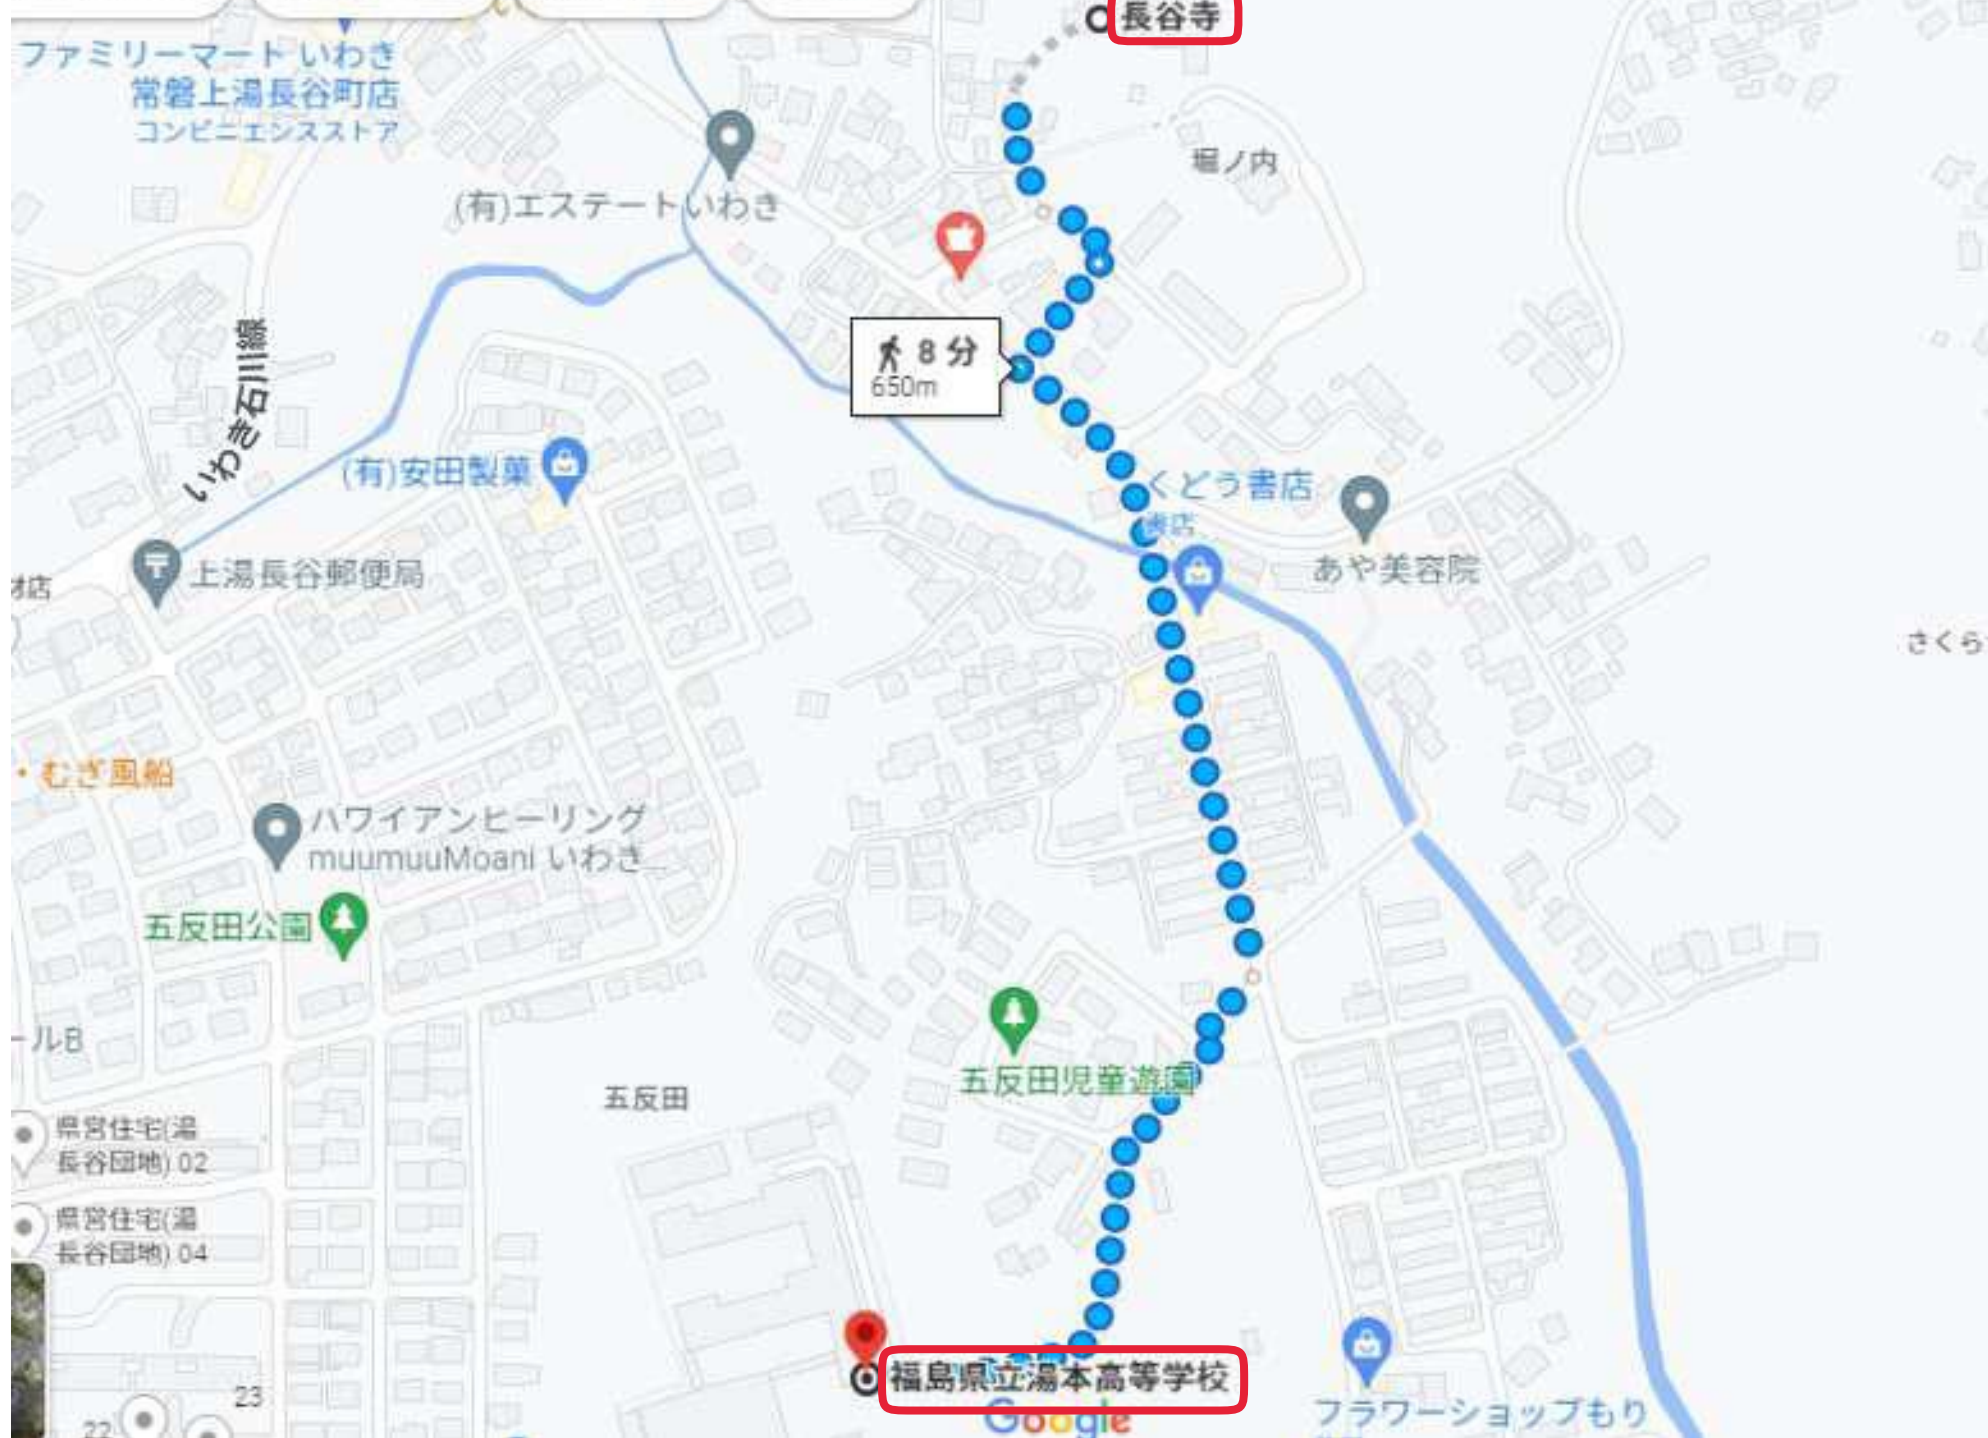 長谷寺
ファミリーマート いわき
常磐上湯長谷町店
コンビニエンスストア
堀ノ内
(有)エステートいわき
いわき石川線
8 分
650m
(有)安田製菓
くどう書店
書店
あや美容院
上湯長谷郵便局
材店
さくら
・むぎ風船
ハワイアンヒーリング
muumuuMoani いわき...
五反田公園
ールB
五反田児童遊園
五反田
県営住宅(湯
長谷団地) 02
県営住宅(湯
長谷団地) 04
福島県立湯本高等学校
23
22
Google
フラワーショップもり